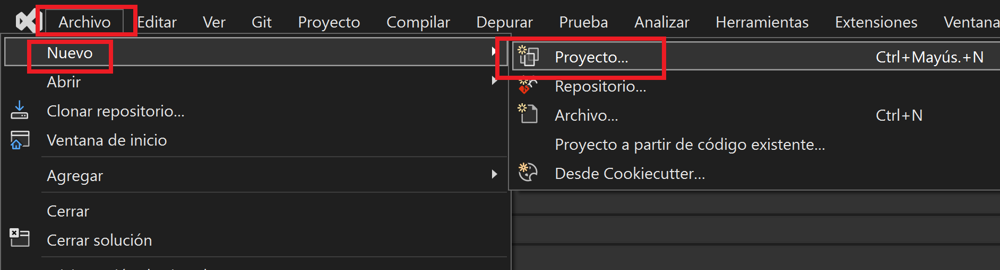 Archivo Editar Ver Git Proyecto Compilar Depurar Prueba Analizar Herramientas Extensiones Ventana
Nuevo
Abrir
Clonar repositorio...
Ventana de inicio
Agregar
Cerrar
Cerrar solución
Proyecto... Ctrl+Mayús.+N
Repositorio...
Archivo... Ctrl+N
Proyecto a partir de código existente...
Desde Cookiecutter...